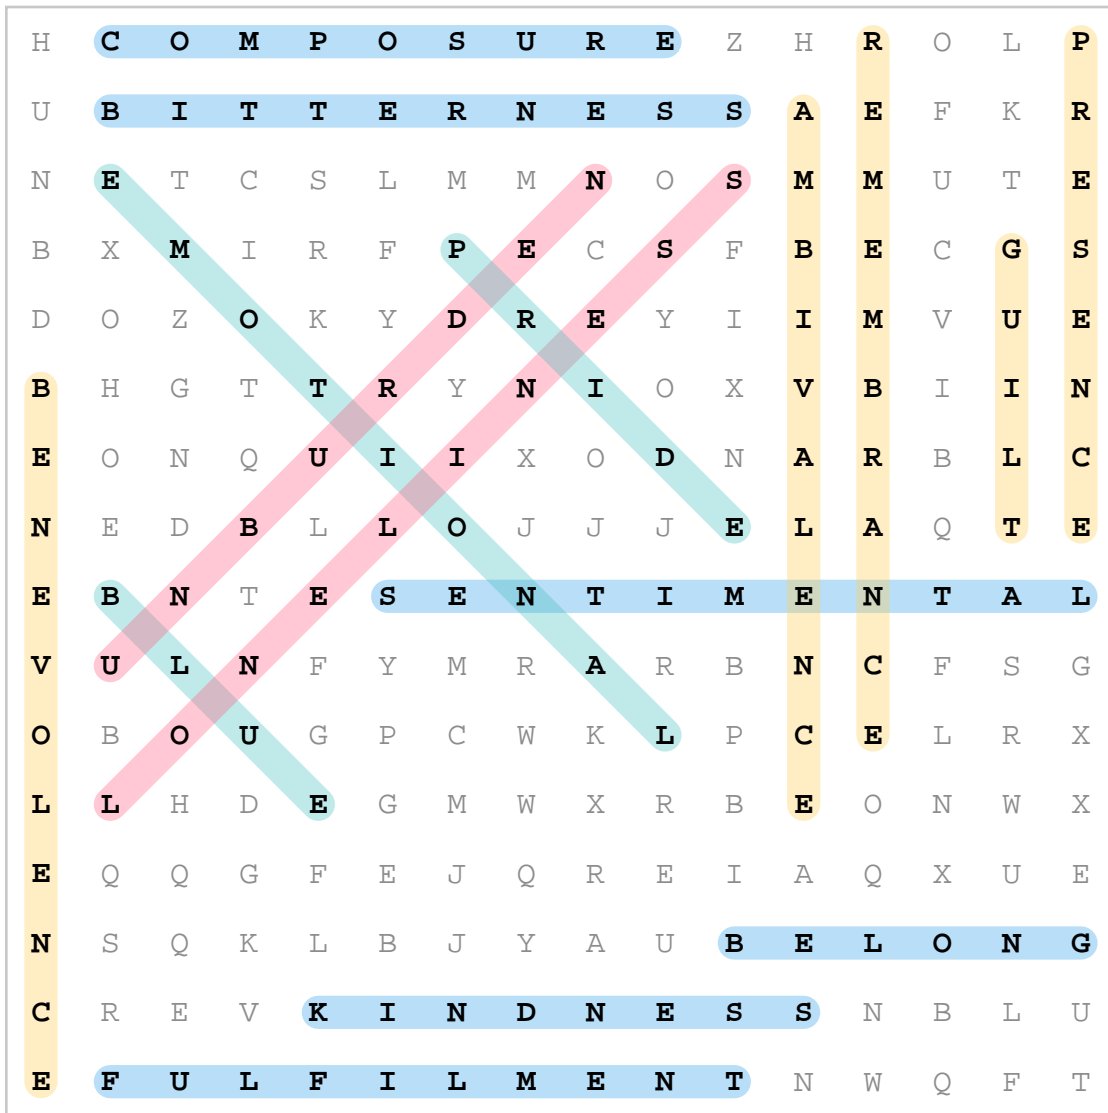 H C O M P O S U R E Z H R O L P
U B I T T E R N E S S A E F K R
N E T C S L M M N O S M M U T E
B X M I R F P E C S F B E C G S
D O Z O K Y D R E Y I I M V U E
B H G T T R Y N I O X V B I I N
E O N Q U I I X O D N A R B L C
N E D B L L O J J J E L A Q T E
E B N T E S E N T I M E N T A L
V U L N F Y M R A R B N C F S G
O B O U G P C W K L P C E L R X
L L H D E G M W X R B E O N W X
E Q Q G F E J Q R E I A Q X U E
N S Q K L B J Y A U B E L O N G
C R E V K I N D N E S S N B L U
E F U L F I L M E N T N W Q F T